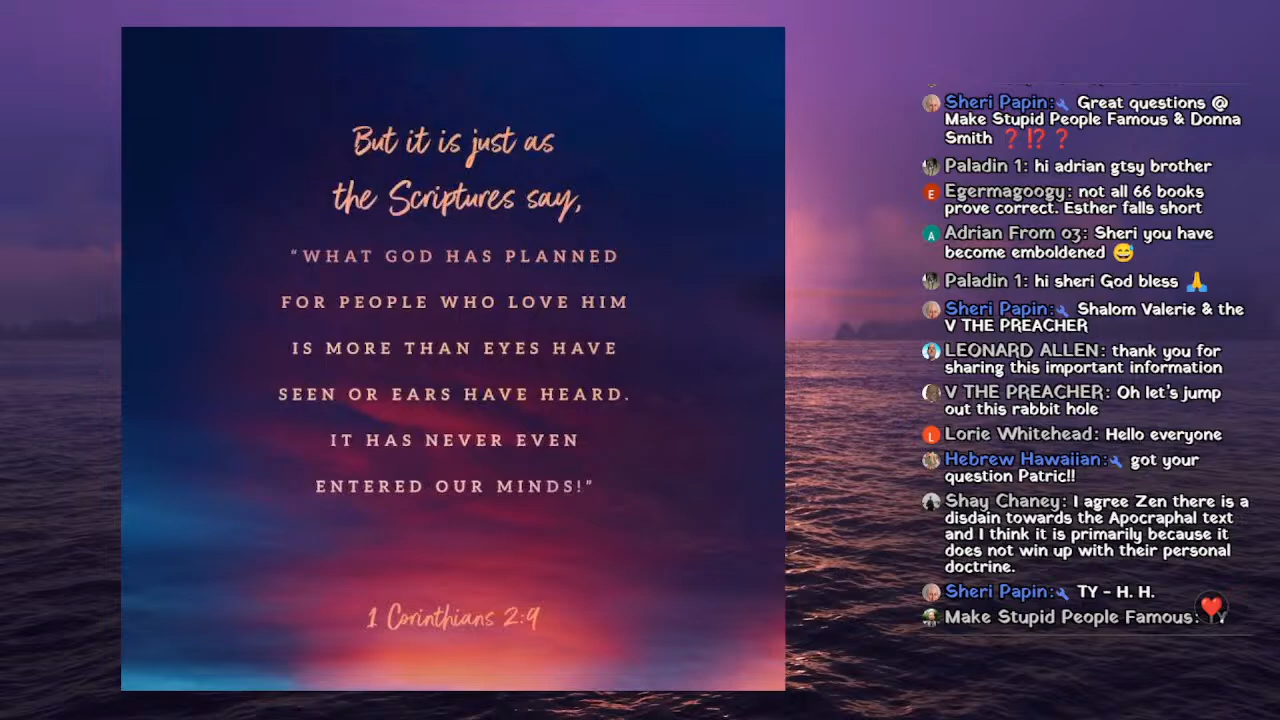 But it is just as
the Scriptures say,
“WHAT GOD HAS PLANNED
FOR PEOPLE WHO LOVE HIM
IS MORE THAN EYES HAVE
SEEN OR EARS HAVE HEARD.
IT HAS NEVER EVEN
ENTERED OUR MINDS!”
1 Corinthians 2:9
Sheri Papin:🔧 Great questions @
Make Stupid People Famous & Donna
Smith ❓⁉️❓
Paladin 1: hi adrian gtsy brother
E Egermagoogy: not all 66 books
prove correct. Esther falls short
A Adrian From 03: Sheri you have
become emboldened 😅
Paladin 1: hi sheri God bless 🙏
Sheri Papin:🔧 Shalom Valerie & the
V THE PREACHER
LEONARD ALLEN: thank you for
sharing this important information
V THE PREACHER: Oh let's jump
out this rabbit hole
L Lorie Whitehead: Hello everyone
Hebrew Hawaiian:🔧 got your
question Patric!!
Shay Chaney: I agree Zen there is a
disdain towards the Apocraphal text
and I think it is primarily because it
does not win up with their personal
doctrine.
Sheri Papin:🔧 TY - H. H.
Make Stupid People Famous: